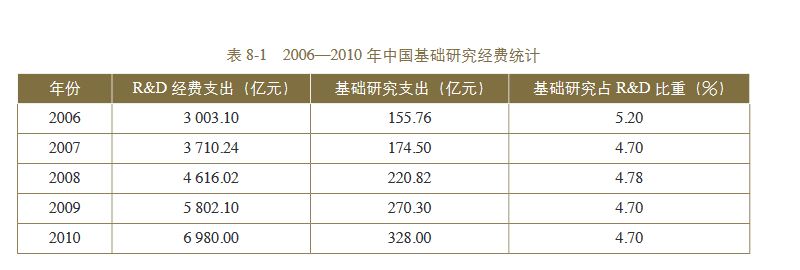 表 8-1 2006—2010 年中国基础研究经费统计
年份 R&D 经费支出（亿元） 基础研究支出（亿元） 基础研究占 R&D 比重（%）
2006 3 003.10 155.76 5.20
2007 3 710.24 174.50 4.70
2008 4 616.02 220.82 4.78
2009 5 802.10 270.30 4.70
2010 6 980.00 328.00 4.70